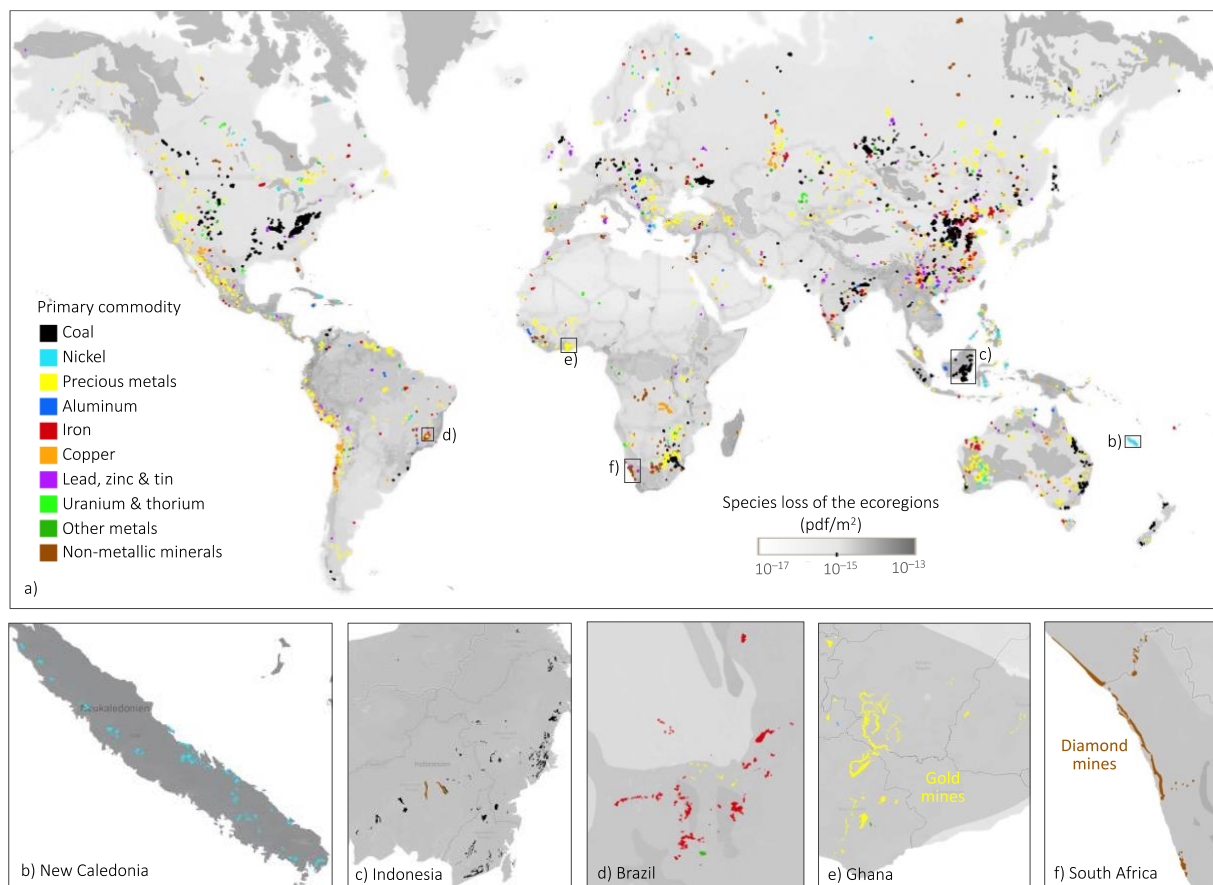 Primary commodity
Coal
Nickel
Precious metals
Aluminum
Iron
Copper
Lead, zinc & tin
Uranium & thorium
Other metals
Non-metallic minerals
a)
b)
c)
d)
e)
f)
Species loss of the ecoregions
(pdf/m²)
10⁻¹⁷ 10⁻¹⁵ 10⁻¹³
Neukaledonien
b) New Caledonia
Indonesien
c) Indonesia
d) Brazil
Gold
mines
e) Ghana
Diamond
mines
f) South Africa